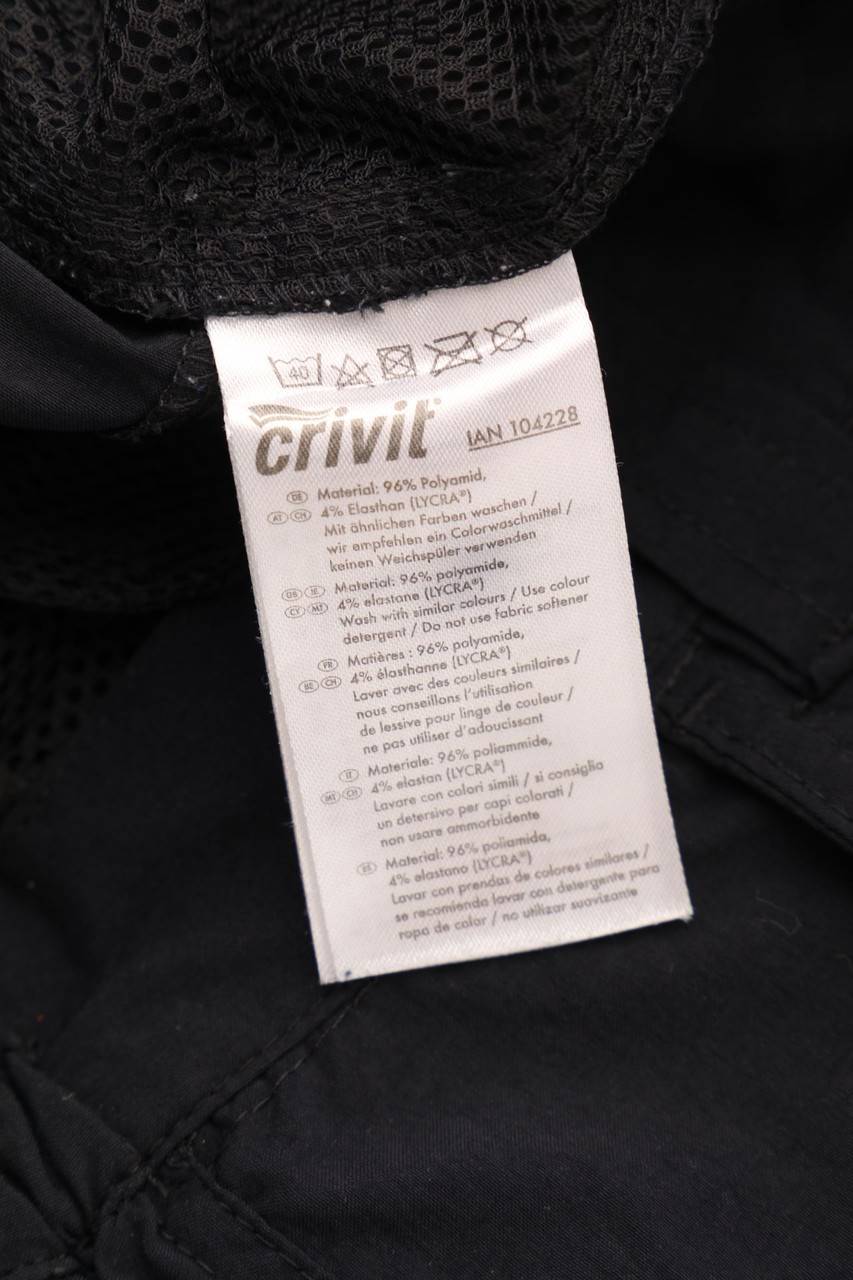 40
crivit®
IAN 104228
DE Material: 96% Polyamid,
AT CH 4% Elasthan (LYCRA®)
Mit ähnlichen Farben waschen /
wir empfehlen ein Colorwaschmittel /
keinen Weichspüler verwenden
GB IE Material: 96% polyamide,
CY MT 4% elastane (LYCRA®)
Wash with similar colours / Use colour
detergent / Do not use fabric softener
FR Matières : 96% polyamide,
BE CH 4% élasthanne (LYCRA®)
Laver avec des couleurs similaires /
nous conseillons l'utilisation
de lessive pour linge de couleur /
ne pas utiliser d'adoucissant
IT Materiale: 96% poliammide,
MT CH 4% elastan (LYCRA®)
Lavare con colori simili / si consiglia
un detersivo per capi colorati /
non usare ammorbidente
ES Material: 96% poliamida,
4% elastano (LYCRA®)
Lavar con prendas de colores similares /
se recomienda lavar con detergente para
ropa de color / no utilizar suavizante